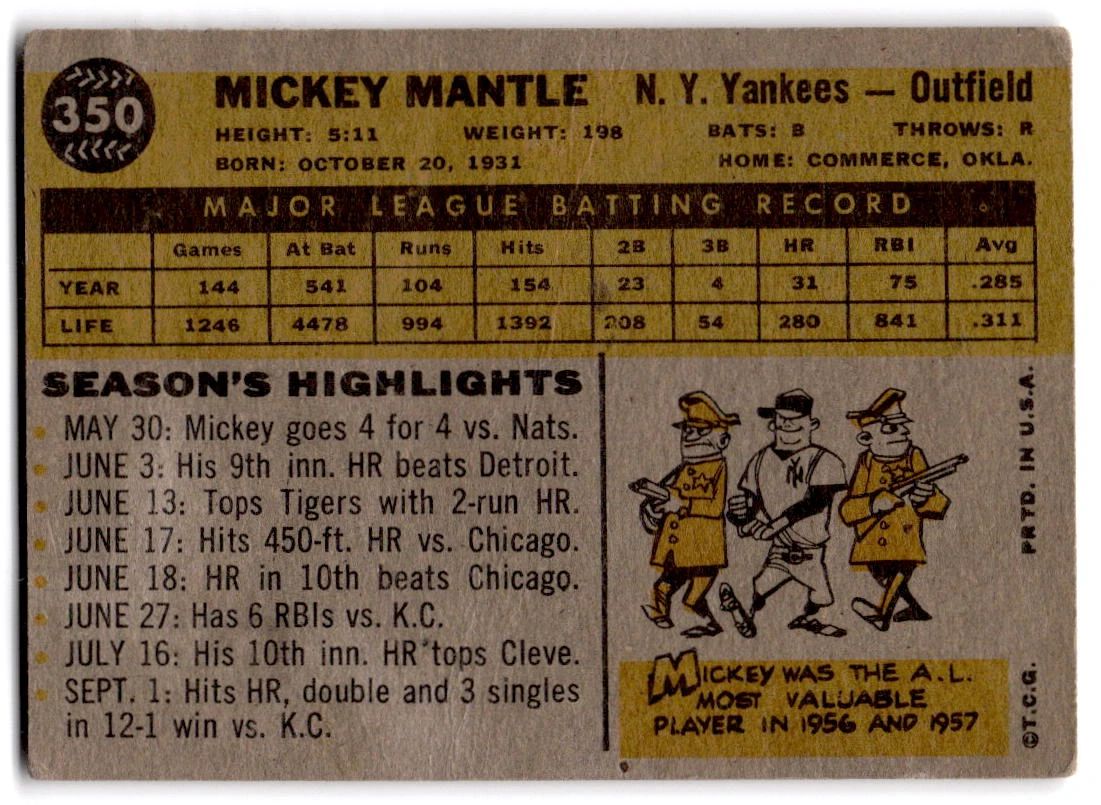 350
MICKEY MANTLE N. Y. Yankees — Outfield
HEIGHT: 5:11 WEIGHT: 198 BATS: B THROWS: R
BORN: OCTOBER 20, 1931 HOME: COMMERCE, OKLA.
MAJOR LEAGUE BATTING RECORD
Games At Bat Runs Hits 2B 3B HR RBI Avg
YEAR 144 541 104 154 23 4 31 75 .285
LIFE 1246 4478 994 1392 208 54 280 841 .311
SEASON'S HIGHLIGHTS
• MAY 30: Mickey goes 4 for 4 vs. Nats.
• JUNE 3: His 9th inn. HR beats Detroit.
• JUNE 13: Tops Tigers with 2-run HR.
• JUNE 17: Hits 450-ft. HR vs. Chicago.
• JUNE 18: HR in 10th beats Chicago.
• JUNE 27: Has 6 RBIs vs. K.C.
• JULY 16: His 10th inn. HR tops Cleve.
• SEPT. 1: Hits HR, double and 3 singles
in 12-1 win vs. K.C.
NY
MICKEY WAS THE A.L.
MOST VALUABLE
PLAYER IN 1956 AND 1957
©T.C.G. PRTD. IN U.S.A.